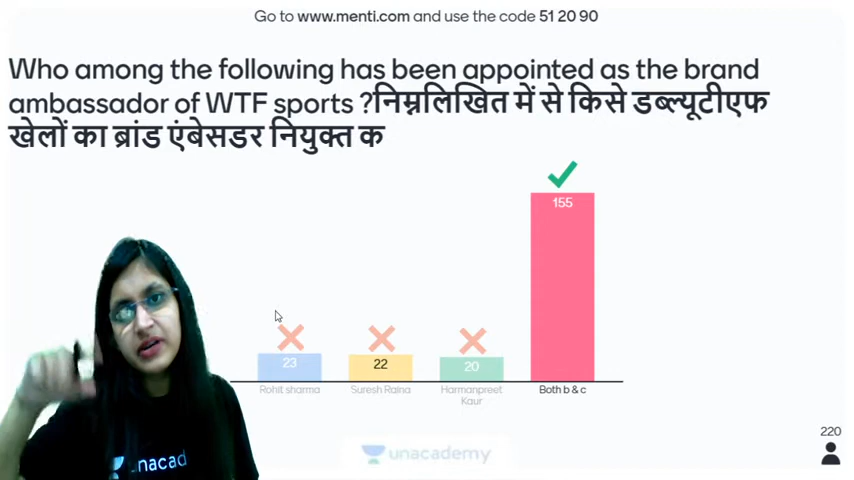 Go to www.menti.com and use the code 51 20 90
Who among the following has been appointed as the brand
ambassador of WTF sports ?निम्नलिखित में से किसे डब्ल्यूटीएफ
खेलों का ब्रांड एंबेसडर नियुक्त क
155
23
22
20
Rohit sharma
Suresh Raina
Harmanpreet
Kaur
Both b & c
220
unacademy
unacad